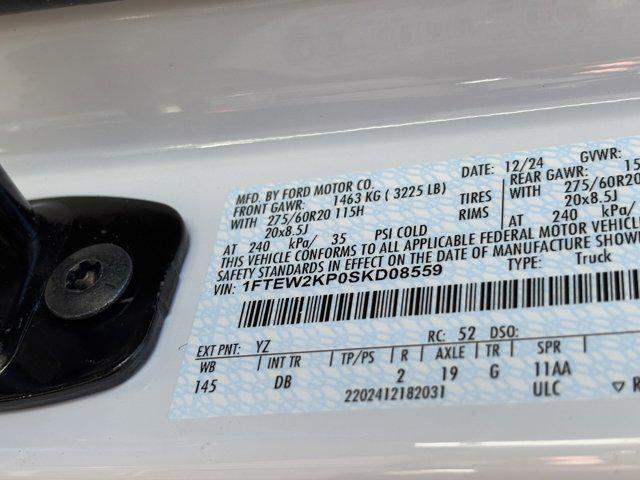 MFD. BY FORD MOTOR CO. DATE: 12/24 GVWR:
FRONT GAWR: 1463 KG ( 3225 LB) REAR GAWR: 15
WITH 275/60R20 115H TIRES WITH 275/60R20
20x8.5J RIMS 20x8.5J
AT 240 kPa/ 35 PSI COLD AT 240 kPa/
THIS VEHICLE CONFORMS TO ALL APPLICABLE FEDERAL MOTOR VEHICLE
SAFETY STANDARDS IN EFFECT ON THE DATE OF MANUFACTURE SHOWN
VIN: 1FTEW2KP0SKD08559 TYPE: Truck
EXT PNT: YZ RC: 52 DSO:
WB INT TR TP/PS R AXLE TR SPR
145 DB 2 19 G 11AA
2202412182031 ULC ▽